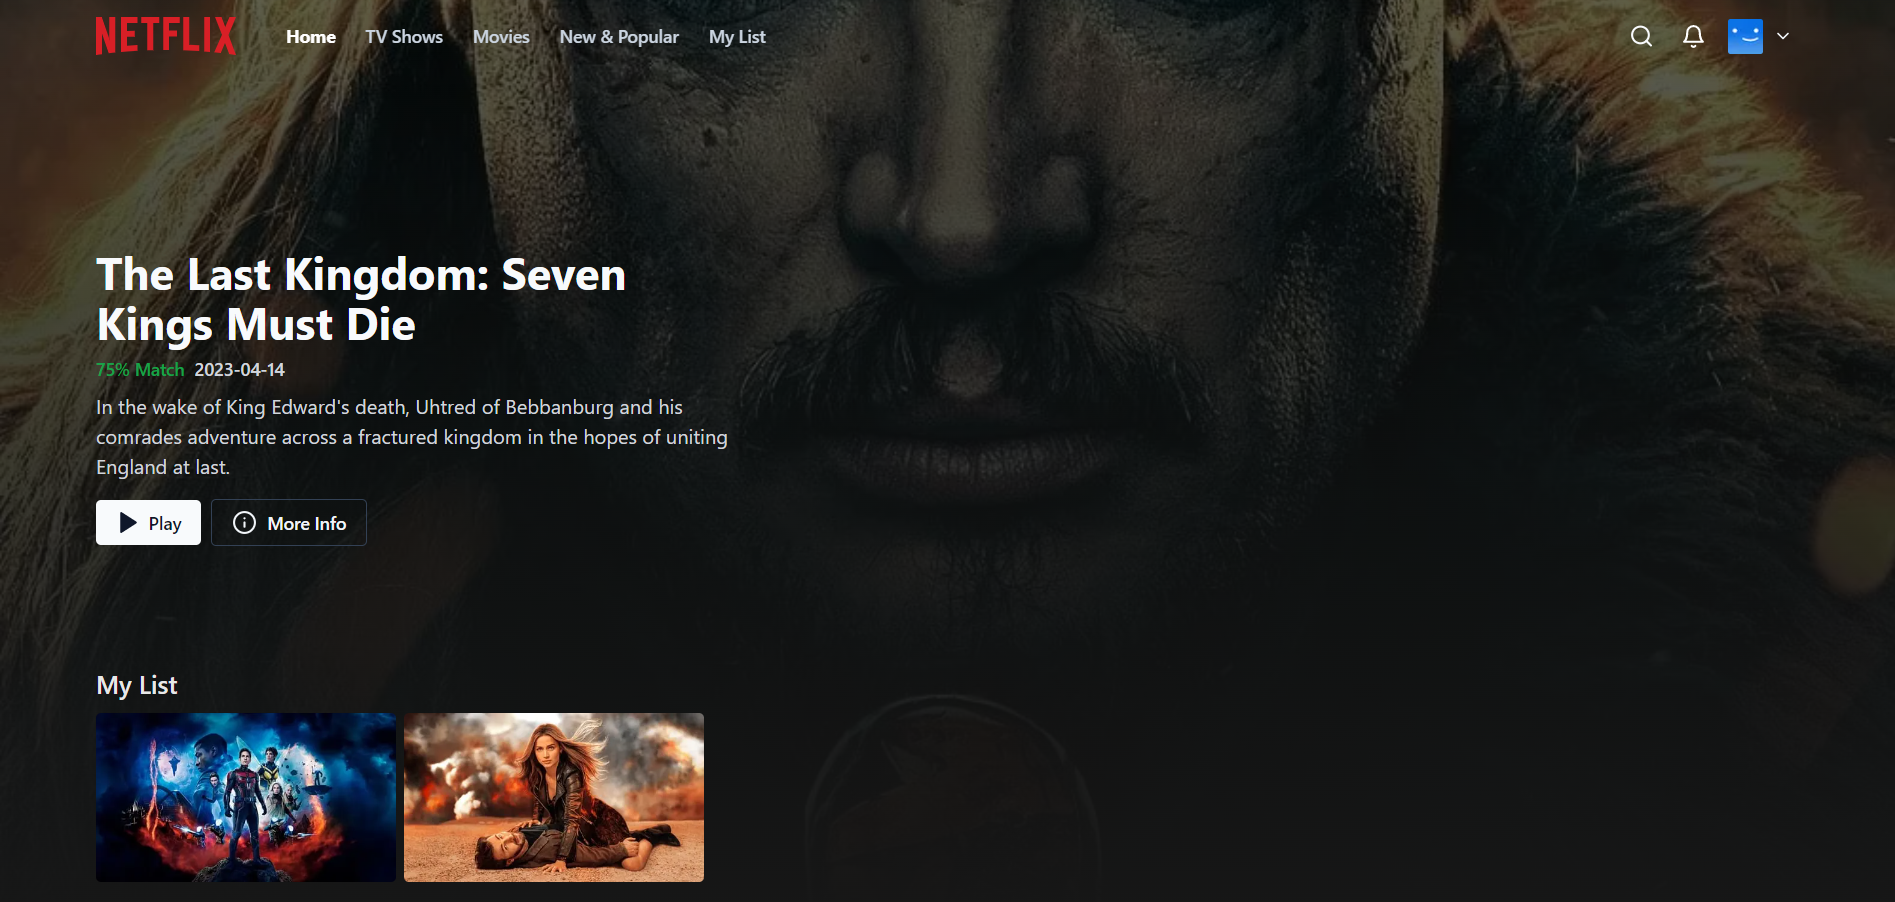 NETFLIX Home TV Shows Movies New & Popular My List
The Last Kingdom: Seven
Kings Must Die
75% Match 2023-04-14
In the wake of King Edward's death, Uhtred of Bebbanburg and his
comrades adventure across a fractured kingdom in the hopes of uniting
England at last.
Play More Info
My List